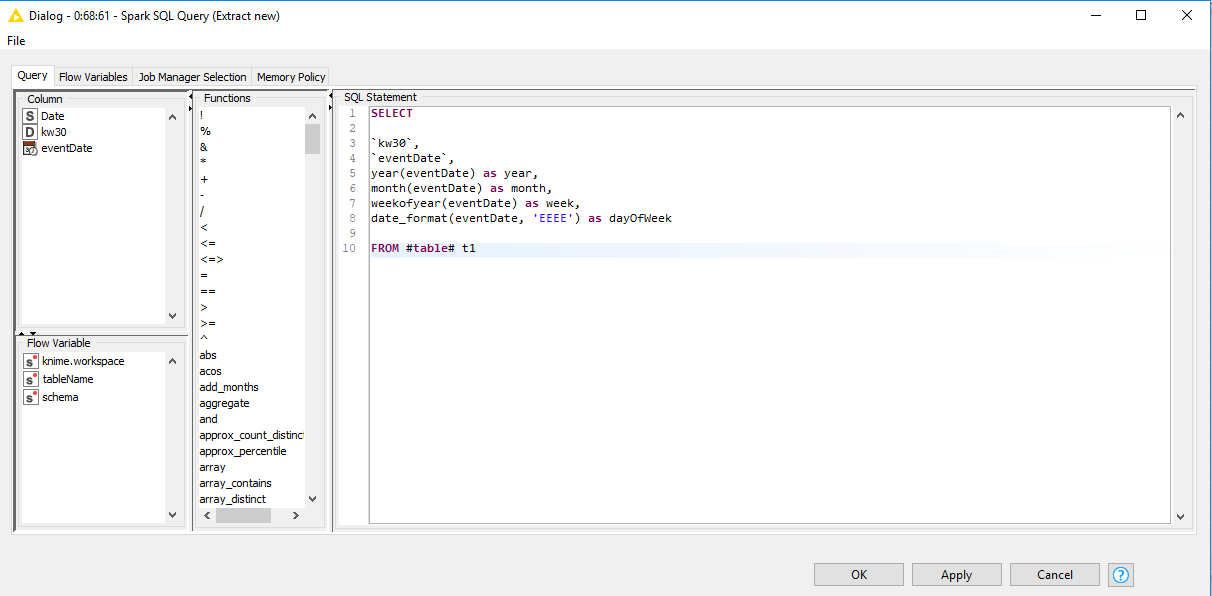 Dialog - 0:68:61 - Spark SQL Query (Extract new)
File
Query Flow Variables Job Manager Selection Memory Policy
Column
S Date
D kw30
eventDate
Flow Variable
s knime.workspace
s tableName
s schema
Functions
!
%
&
*
+
-
/
<
<=
<=>
=
==
>
>=
^
abs
acos
add_months
aggregate
and
approx_count_distinc
approx_percentile
array
array_contains
array_distinct
SQL Statement
1 SELECT
2
3 `kw30`,
4 `eventDate`,
5 year(eventDate) as year,
6 month(eventDate) as month,
7 weekofyear(eventDate) as week,
8 date_format(eventDate, 'EEEE') as dayOfWeek
9
10 FROM #table# t1
OK Apply Cancel ?